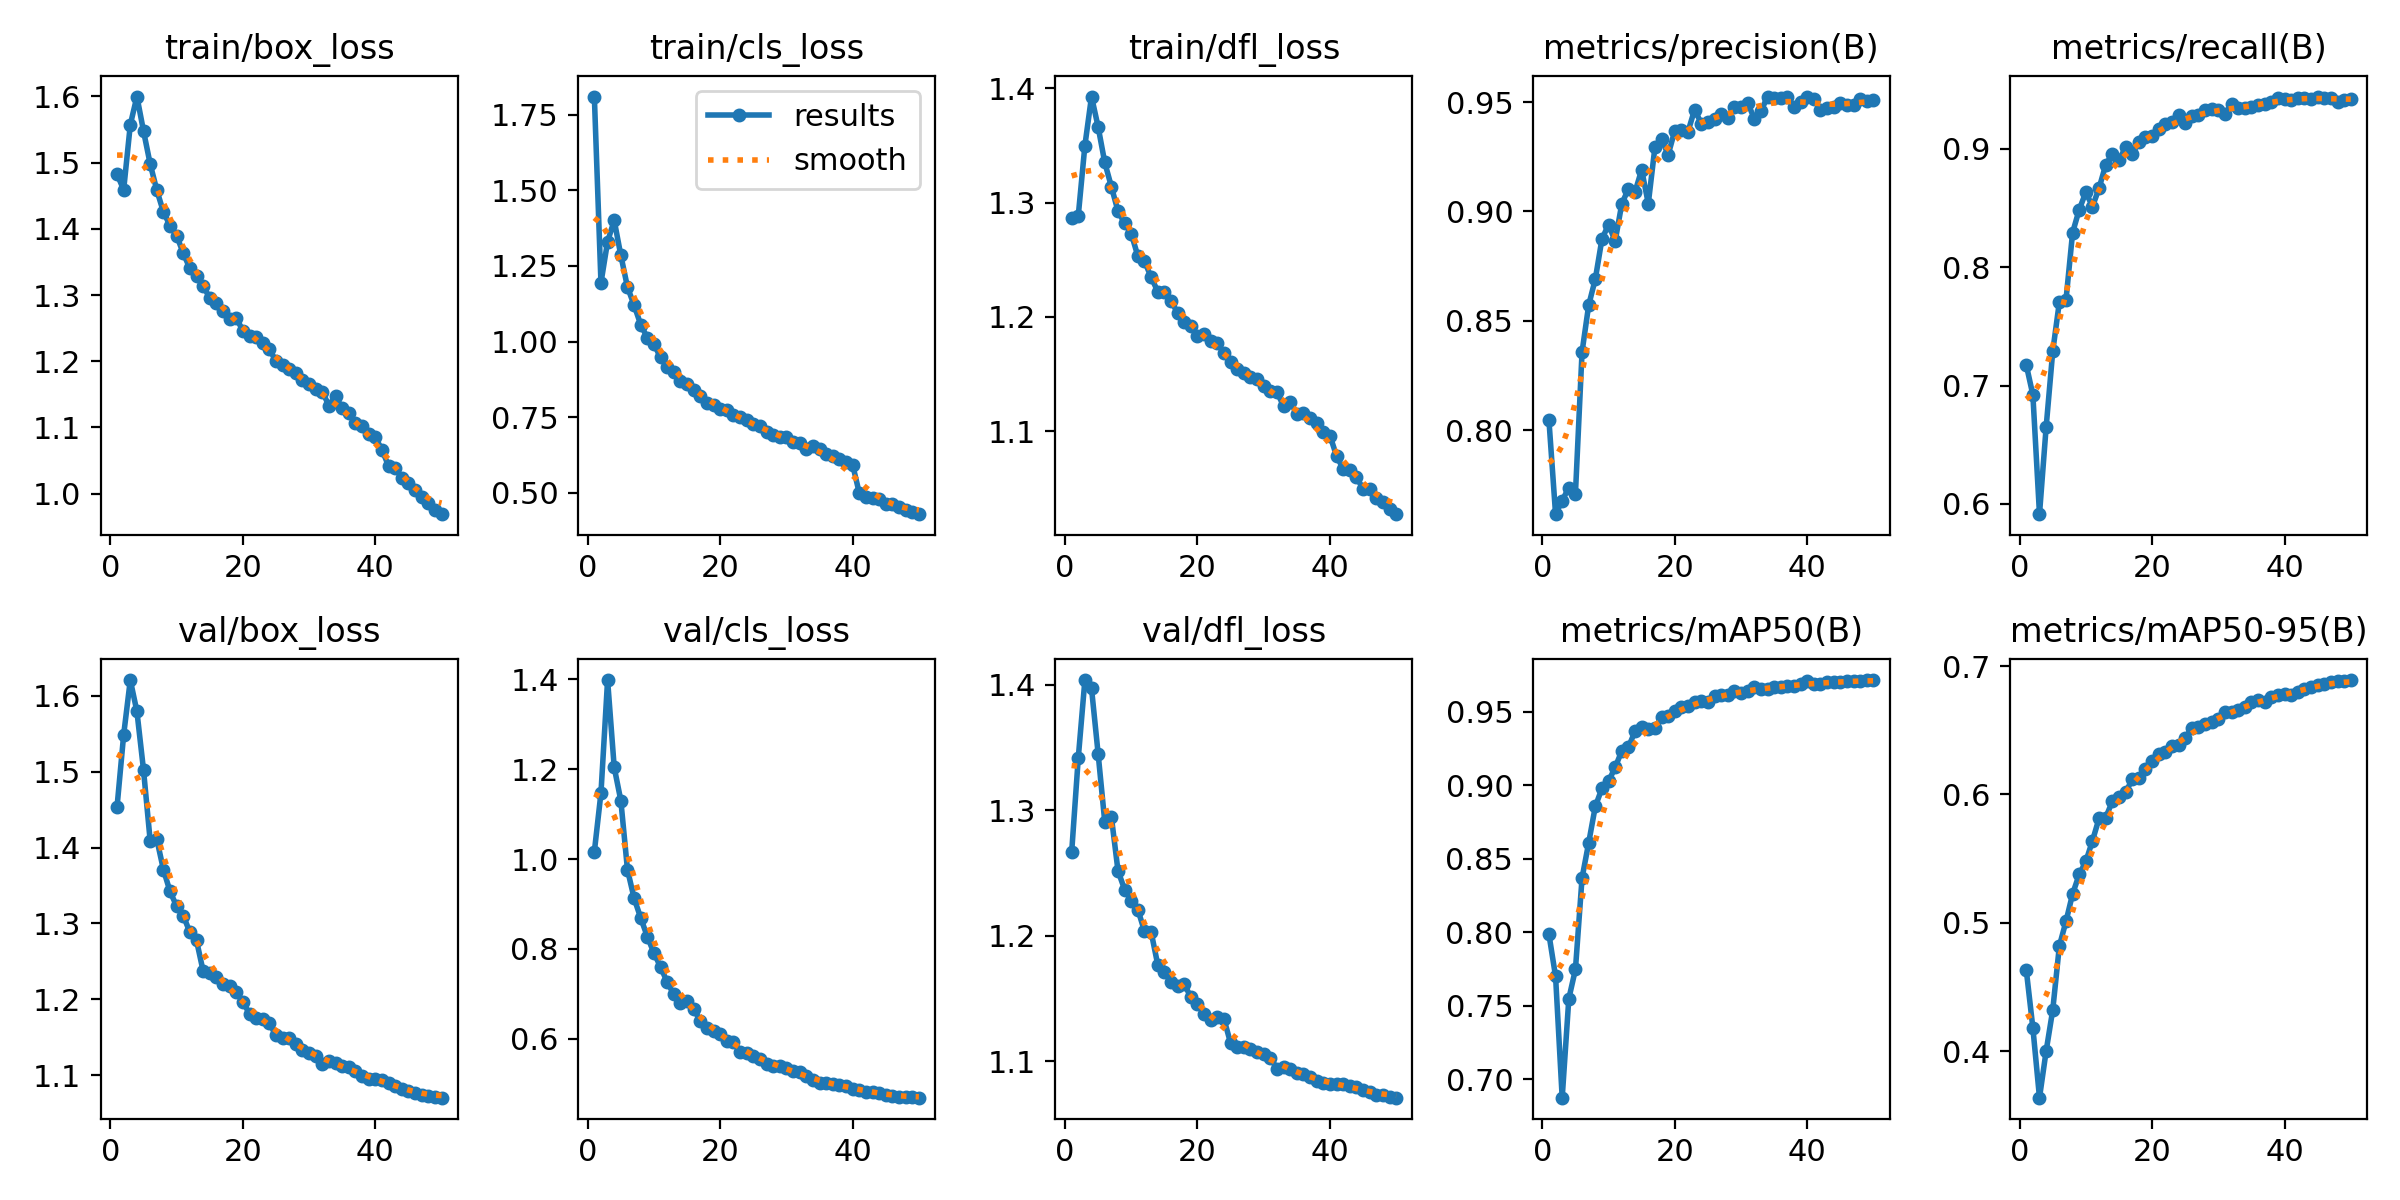 train/box_loss
1.6
1.5
1.4
1.3
1.2
1.1
1.0
0 20 40
train/cls_loss
results
smooth
1.75
1.50
1.25
1.00
0.75
0.50
0 20 40
train/dfl_loss
1.4
1.3
1.2
1.1
0 20 40
metrics/precision(B)
0.95
0.90
0.85
0.80
0 20 40
metrics/recall(B)
0.9
0.8
0.7
0.6
0 20 40
val/box_loss
1.6
1.5
1.4
1.3
1.2
1.1
0 20 40
val/cls_loss
1.4
1.2
1.0
0.8
0.6
0 20 40
val/dfl_loss
1.4
1.3
1.2
1.1
0 20 40
metrics/mAP50(B)
0.95
0.90
0.85
0.80
0.75
0.70
0 20 40
metrics/mAP50-95(B)
0.7
0.6
0.5
0.4
0 20 40